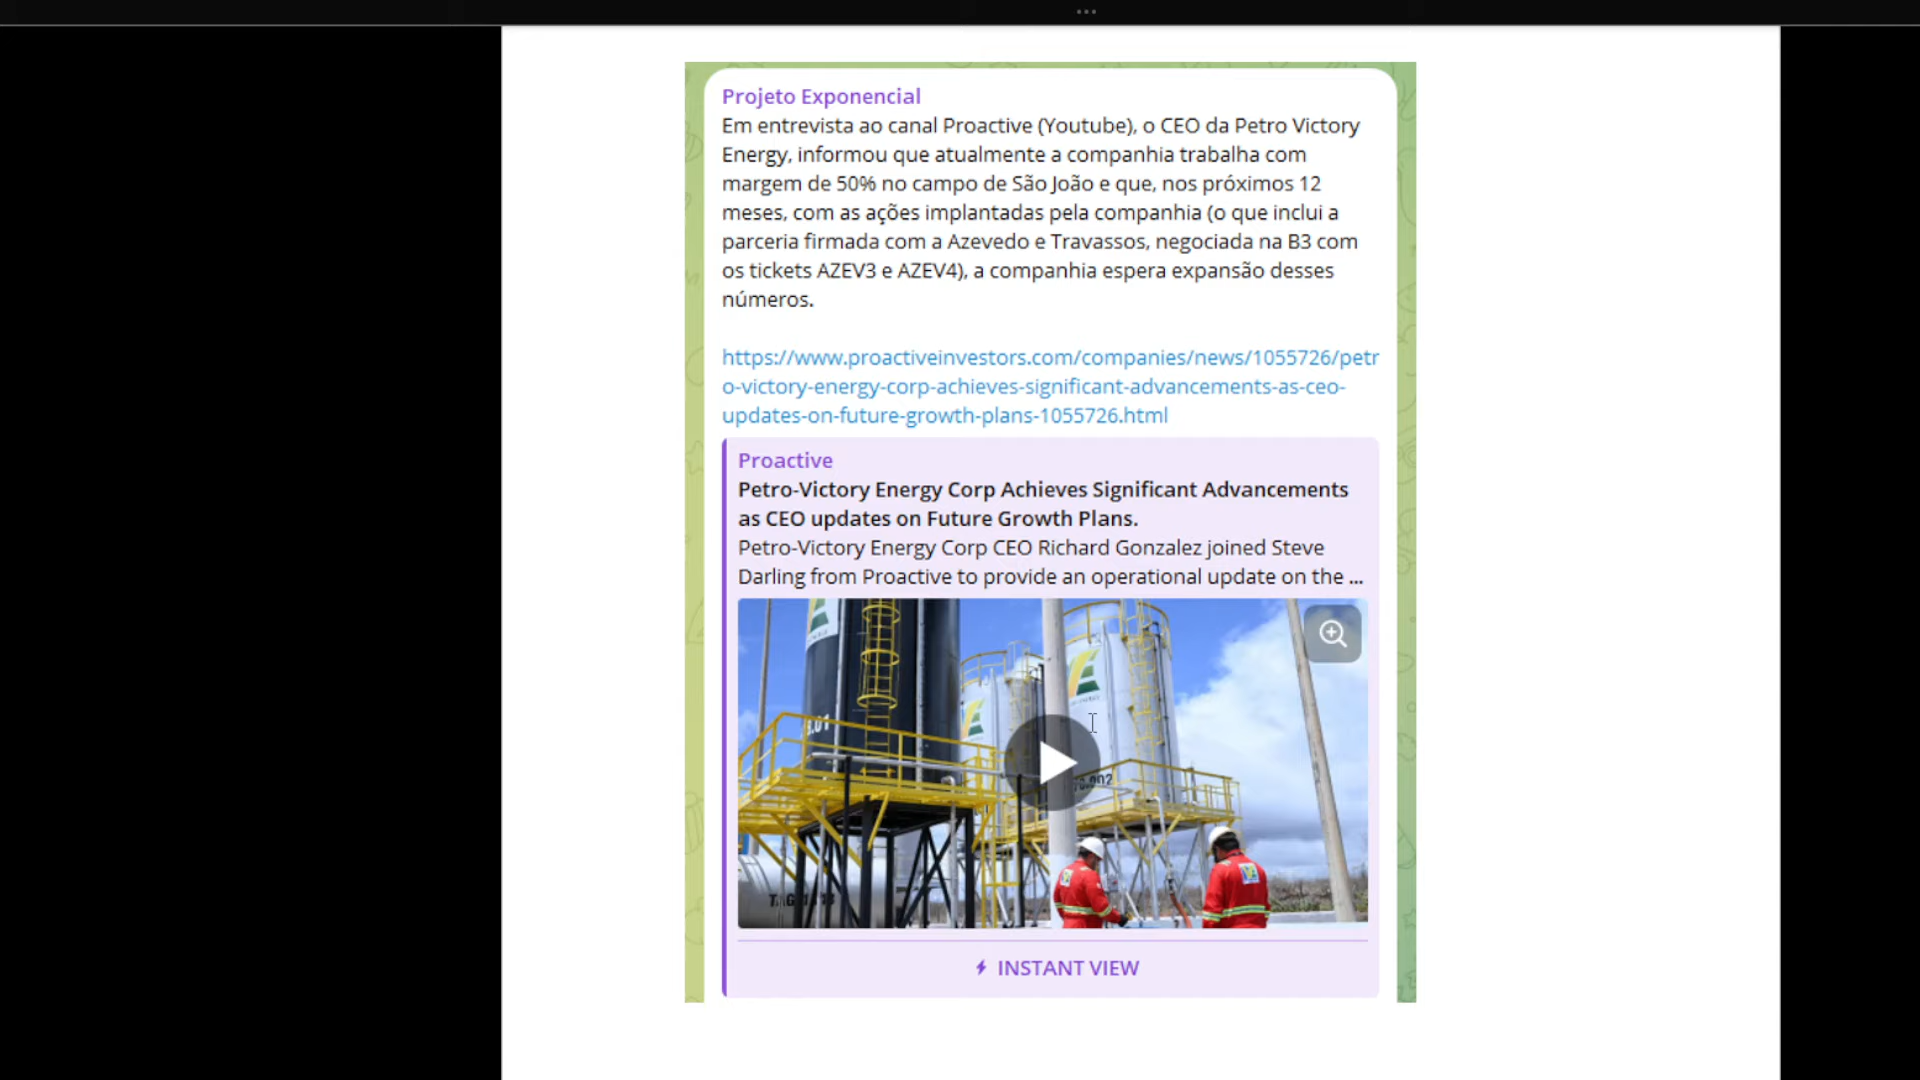 Projeto Exponencial
Em entrevista ao canal Proactive (Youtube), o CEO da Petro Victory
Energy, informou que atualmente a companhia trabalha com
margem de 50% no campo de São João e que, nos próximos 12
meses, com as ações implantadas pela companhia (o que inclui a
parceria firmada com a Azevedo e Travassos, negociada na B3 com
os tickets AZEV3 e AZEV4), a companhia espera expansão desses
números.
https://www.proactiveinvestors.com/companies/news/1055726/petr
o-victory-energy-corp-achieves-significant-advancements-as-ceo-
updates-on-future-growth-plans-1055726.html
Proactive
Petro-Victory Energy Corp Achieves Significant Advancements
as CEO updates on Future Growth Plans.
Petro-Victory Energy Corp CEO Richard Gonzalez joined Steve
Darling from Proactive to provide an operational update on the ...
INSTANT VIEW